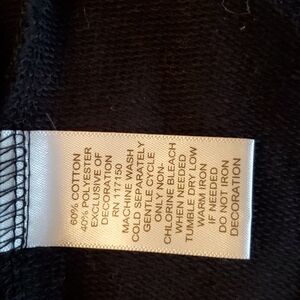 60% COTTON
40% POLYESTER
EXCLUSIVE OF
DECORATION
RN 117150
MACHINE WASH
COLD SEPARATELY
GENTLE CYCLE
ONLY NON-
CHLORINE BLEACH
WHEN NEEDED
TUMBLE DRY LOW
WARM IRON
IF NEEDED
DO NOT IRON
DECORATION